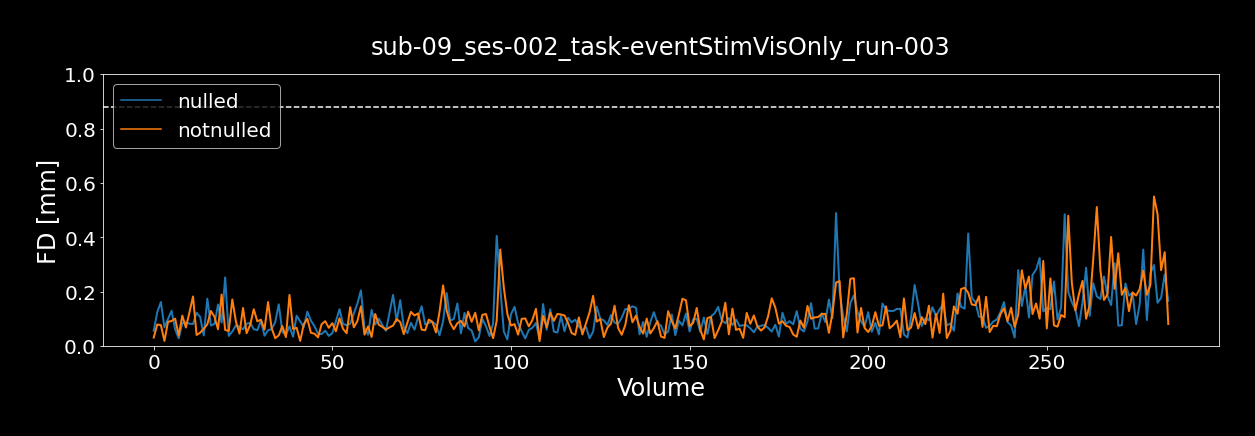 sub-09_ses-002_task-eventStimVisOnly_run-003
1.0
0.8
0.6
0.4
0.2
0.0
FD [mm]
nulled
notnulled
0 50 100 150 200 250
Volume